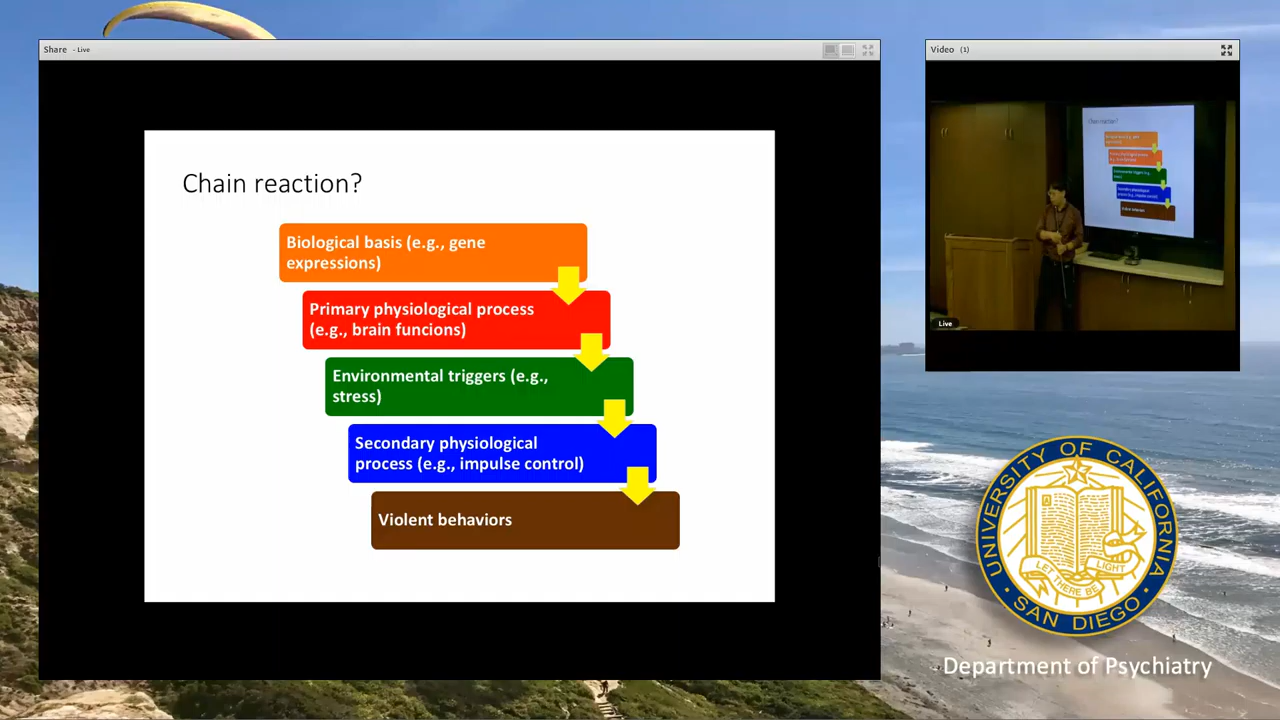 Share - Live
Video (1)
Chain reaction?
Biological basis (e.g., gene
expressions)
Primary physiological process
(e.g., brain funcions)
Environmental triggers (e.g.,
stress)
Secondary physiological
process (e.g., impulse control)
Violent behaviors
Chain reaction?
Live
UNIVERSITY OF CALIFORNIA
LET THERE BE LIGHT
A
SAN DIEGO
Department of Psychiatry